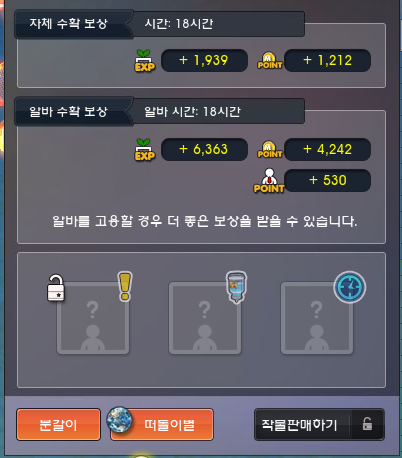 자체 수확 보상 시간: 18시간
EXP + 1,939 POINT + 1,212
알바 수확 보상 알바 시간: 18시간
EXP + 6,363 POINT + 4,242
POINT + 530
알바를 고용할 경우 더 좋은 보상을 받을 수 있습니다.
? ? ?
분갈이 떠돌이별 작물판매하기